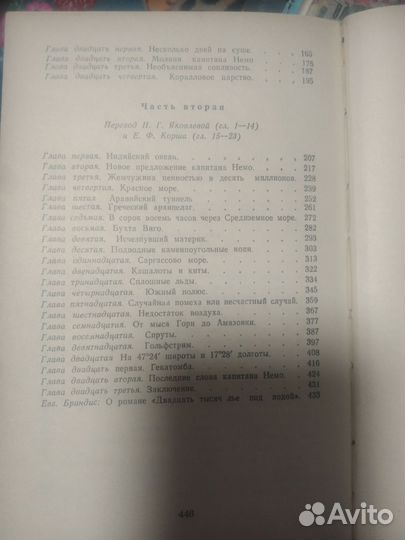 Глава двадцать первая. Несколько дней на суше. 165
Глава двадцать вторая. Молния капитана Немо 176
Глава двадцать третья. Необъяснимая сонливость. 187
Глава двадцать четвертая. Коралловое царство. 195
Часть вторая
Перевод Н. Г. Яковлевой (гл. 1—14)
и Е. Ф. Корша (гл. 15—23)
Глава первая. Индийский океан. 207
Глава вторая. Новое предложение капитана Немо. 217
Глава третья. Жемчужина ценностью в десять миллионов. 228
Глава четвертая. Красное море. 239
Глава пятая Аравийский туннель 252
Глава шестая. Греческий архипелаг. 261
Глава седьмая. В сорок восемь часов через Средиземное море. 272
Глава восьмая. Бухта Виго. 282
Глава девятая. Исчезнувший материк. 293
Глава десятая. Подводные каменноугольные копи. 303
Глава одиннадцатая. Саргассово море. 313
Глава двенадцатая. Кашалоты и киты. 322
Глава тринадцатая. Сплошные льды. 334
Глава четырнадцатая. Южный полюс. 345
Глава пятнадцатая. Случайная помеха или несчастный случай. 359
Глава шестнадцатая. Недостаток воздуха. 367
Глава семнадцатая. От мыса Горн до Амазонки. 377
Глава восемнадцатая. Спруты. 387
Глава девятнадцатая. Гольфстрим. 397
Глава двадцатая На 47°24′ широты и 17°28′ долготы. 408
Глава двадцать первая. Гекатомба. 416
Глава двадцать вторая. Последние слова капитана Немо. 424
Глава двадцать третья. Заключение. 431
Евг. Брандис: О романе «Двадцать тысяч лье под водой». 433
446
Avito